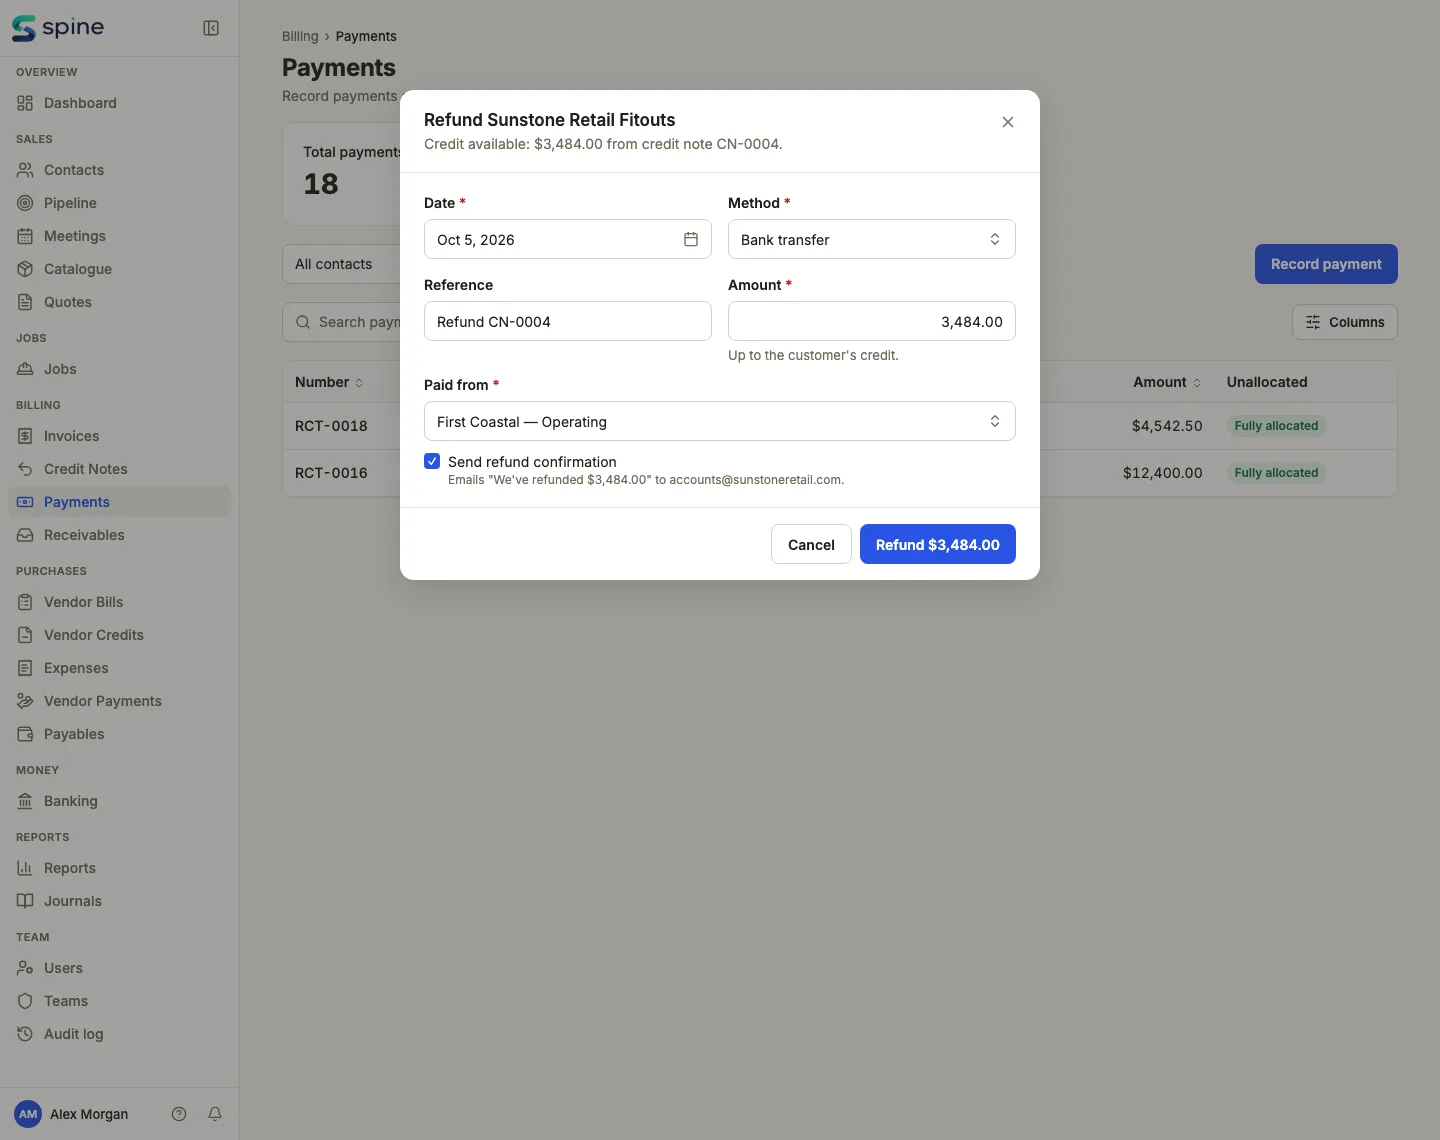 spine
OVERVIEW
Dashboard
SALES
Contacts
Pipeline
Meetings
Catalogue
Quotes
JOBS
Jobs
BILLING
Invoices
Credit Notes
Payments
Receivables
PURCHASES
Vendor Bills
Vendor Credits
Expenses
Vendor Payments
Payables
MONEY
Banking
REPORTS
Reports
Journals
TEAM
Users
Teams
Audit log
AM Alex Morgan
Billing › Payments
Payments
Record payments
Total payments
18
All contacts
Record payment
Search paym
Columns
Number Amount Unallocated
RCT-0018 $4,542.50 Fully allocated
RCT-0016 $12,400.00 Fully allocated
Refund Sunstone Retail Fitouts
Credit available: $3,484.00 from credit note CN-0004.
Date * Method *
Oct 5, 2026 Bank transfer
Reference Amount *
Refund CN-0004 3,484.00
Up to the customer's credit.
Paid from *
First Coastal — Operating
Send refund confirmation
Emails "We've refunded $3,484.00" to accounts@sunstoneretail.com.
Cancel Refund $3,484.00